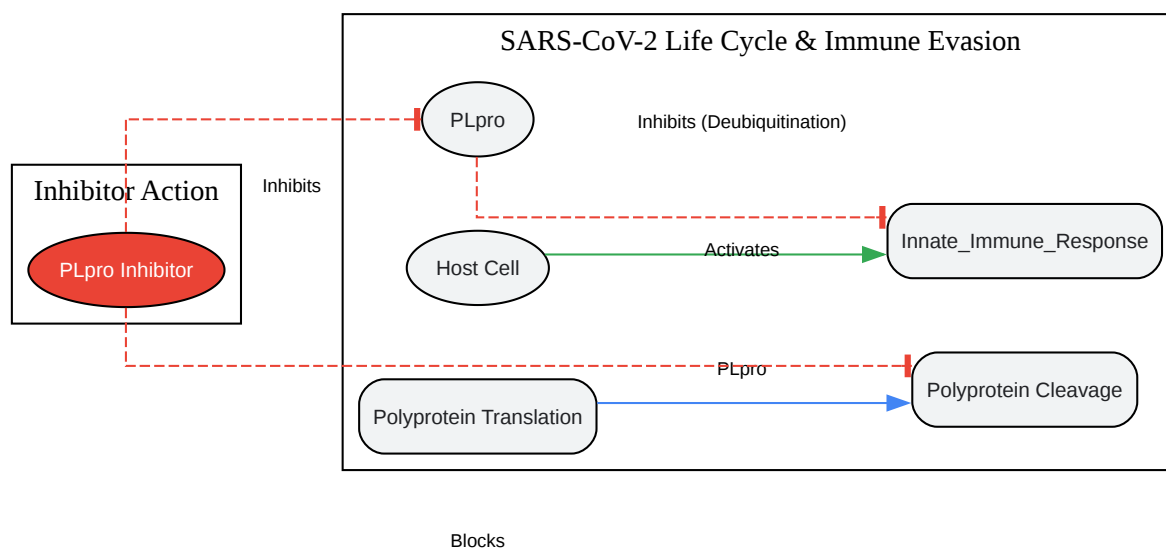 SARS-CoV-2 Life Cycle & Immune Evasion
PLpro
Inhibits (Deubiquitination)
Inhibitor Action
Inhibits
Innate_Immune_Response
Activates
PLpro Inhibitor
Host Cell
PLpro
Polyprotein Cleavage
Polyprotein Translation
Blocks